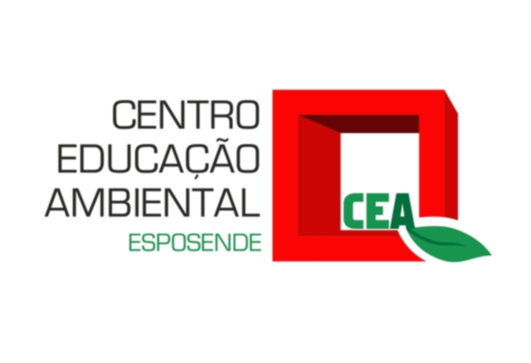 CENTRO
EDUCAÇÃO
AMBIENTAL
ESPOSENDE
CEA